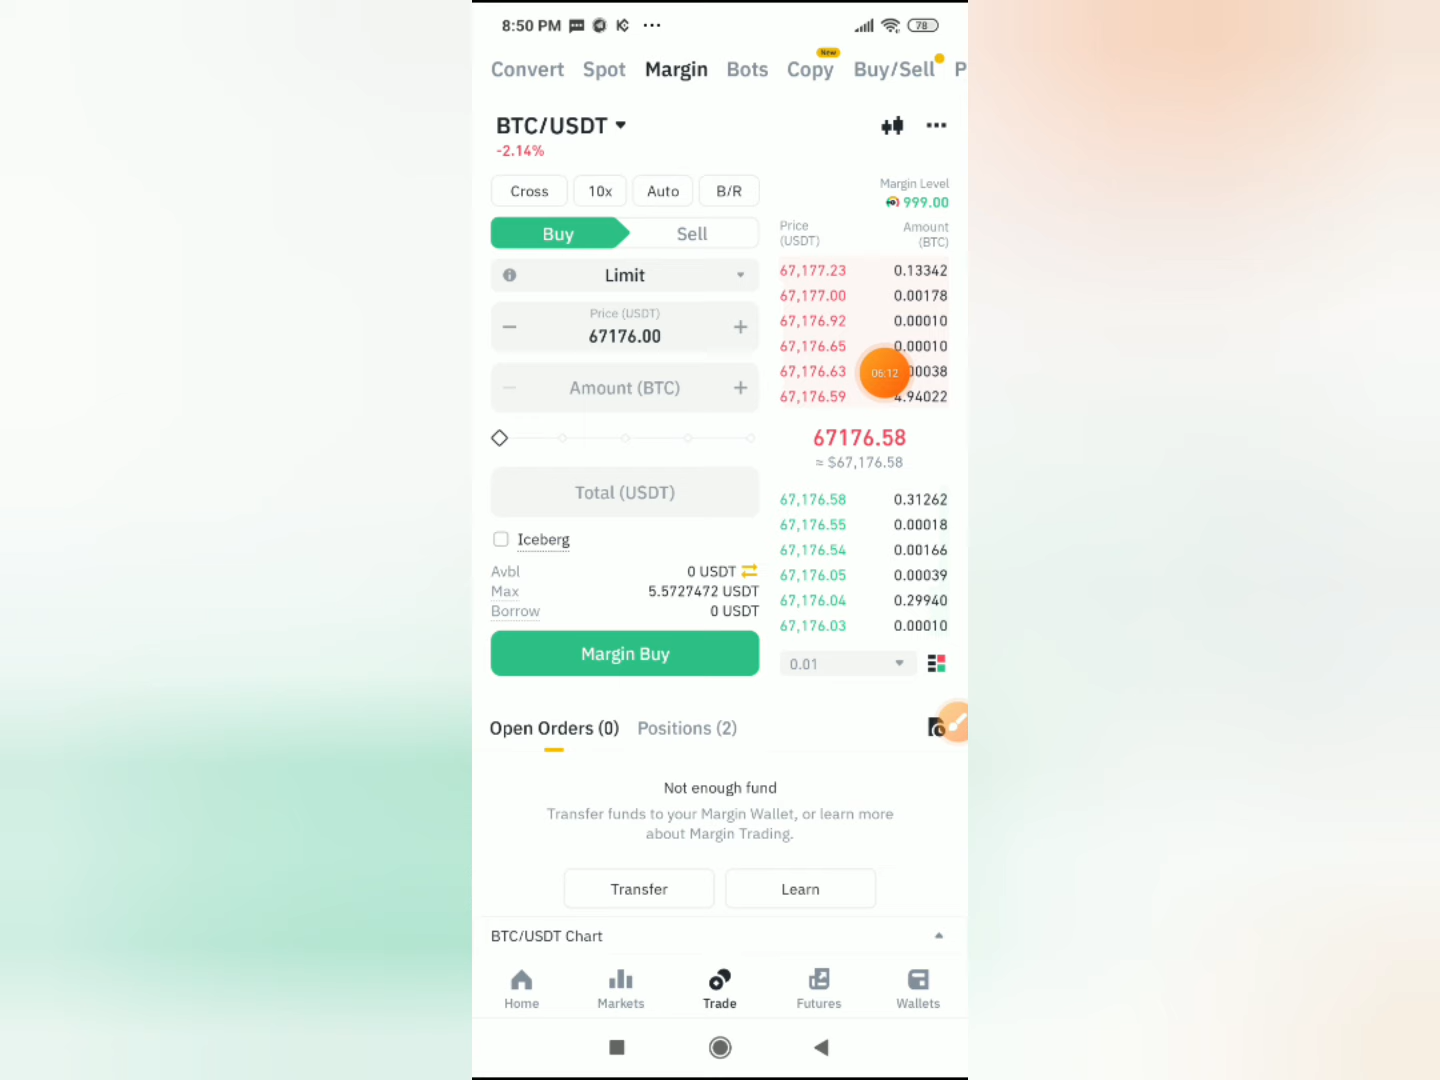 8:50 PM
78
Convert Spot Margin Bots Copy New Buy/Sell P
BTC/USDT
-2.14%
Cross 10x Auto B/R
Margin Level
999.00
Buy Sell
Price (USDT)
Amount (BTC)
Limit
Price (USDT)
67176.00
Amount (BTC)
Total (USDT)
Iceberg
Avbl 0 USDT
Max 5.5727472 USDT
Borrow 0 USDT
Margin Buy
67,177.23 0.13342
67,177.00 0.00178
67,176.92 0.00010
67,176.65 0.00010
67,176.63 00038
05:12
67,176.59 4.94022
67176.58
≈ $67,176.58
67,176.58 0.31262
67,176.55 0.00018
67,176.54 0.00166
67,176.05 0.00039
67,176.04 0.29940
67,176.03 0.00010
0.01
Open Orders (0) Positions (2)
Not enough fund
Transfer funds to your Margin Wallet, or learn more
about Margin Trading.
Transfer Learn
BTC/USDT Chart
Home Markets Trade Futures Wallets